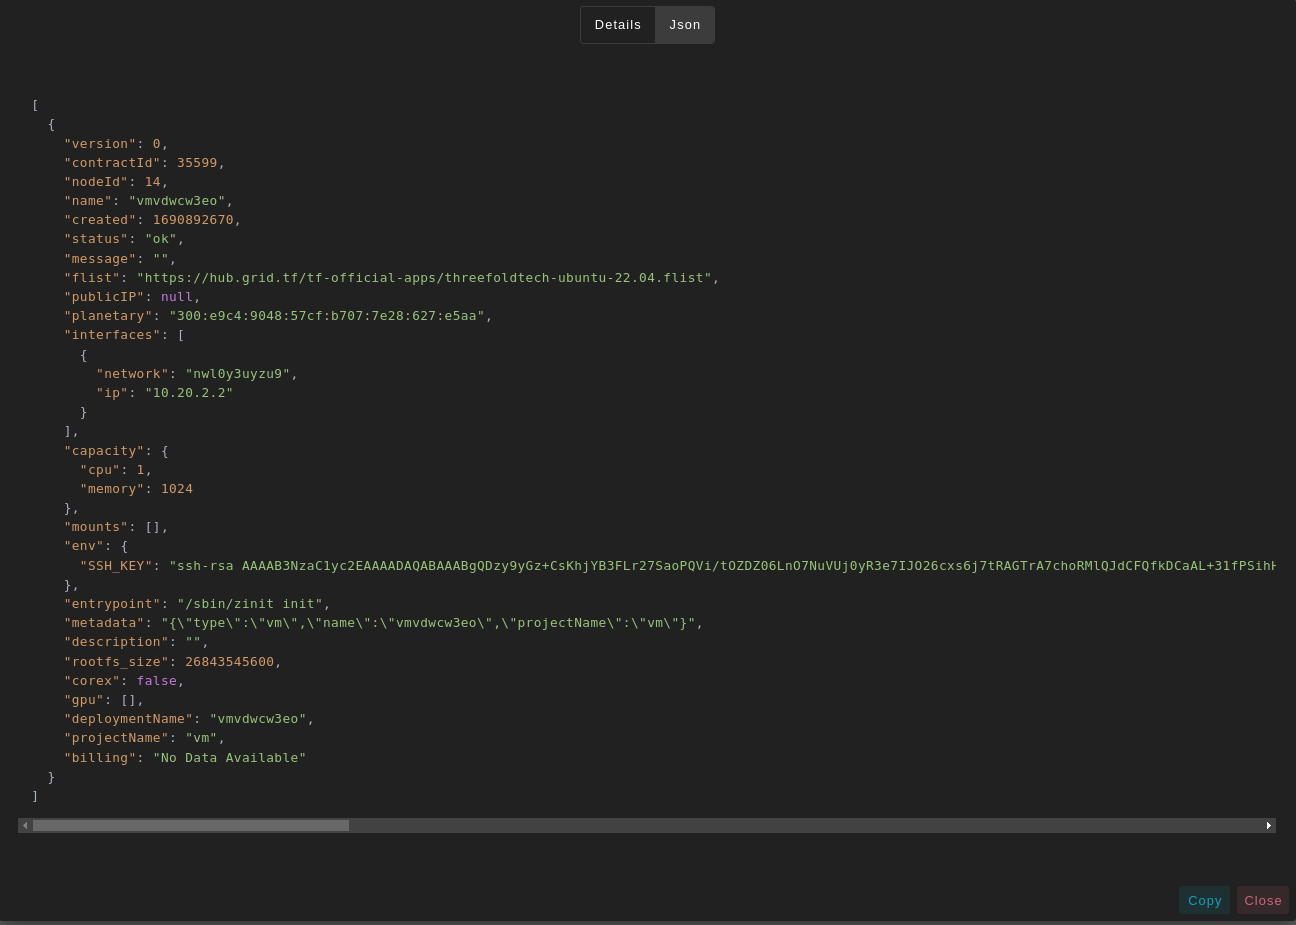 Details Json
[
{
"version": 0,
"contractId": 35599,
"nodeId": 14,
"name": "vmvdwcw3eo",
"created": 1690892670,
"status": "ok",
"message": "",
"flist": "https://hub.grid.tf/tf-official-apps/threefoldtech-ubuntu-22.04.flist",
"publicIP": null,
"planetary": "300:e9c4:9048:57cf:b707:7e28:627:e5aa",
"interfaces": [
{
"network": "nwl0y3uyzu9",
"ip": "10.20.2.2"
}
],
"capacity": {
"cpu": 1,
"memory": 1024
},
"mounts": [],
"env": {
"SSH_KEY": "ssh-rsa AAAAB3NzaC1yc2EAAAADAQABAAABgQDzy9yGz+CsKhjYB3FLr27SaoPQVi/tOZDZ06LnO7NuVUj0yR3e7IJO26cxs6j7tRAGTrA7choRMlQJdCFQfkDCaAL+31fPSihH
},
"entrypoint": "/sbin/zinit init",
"metadata": "{\"type\":\"vm\",\"name\":\"vmvdwcw3eo\",\"projectName\":\"vm\"}",
"description": "",
"rootfs_size": 26843545600,
"corex": false,
"gpu": [],
"deploymentName": "vmvdwcw3eo",
"projectName": "vm",
"billing": "No Data Available"
}
]
Copy Close